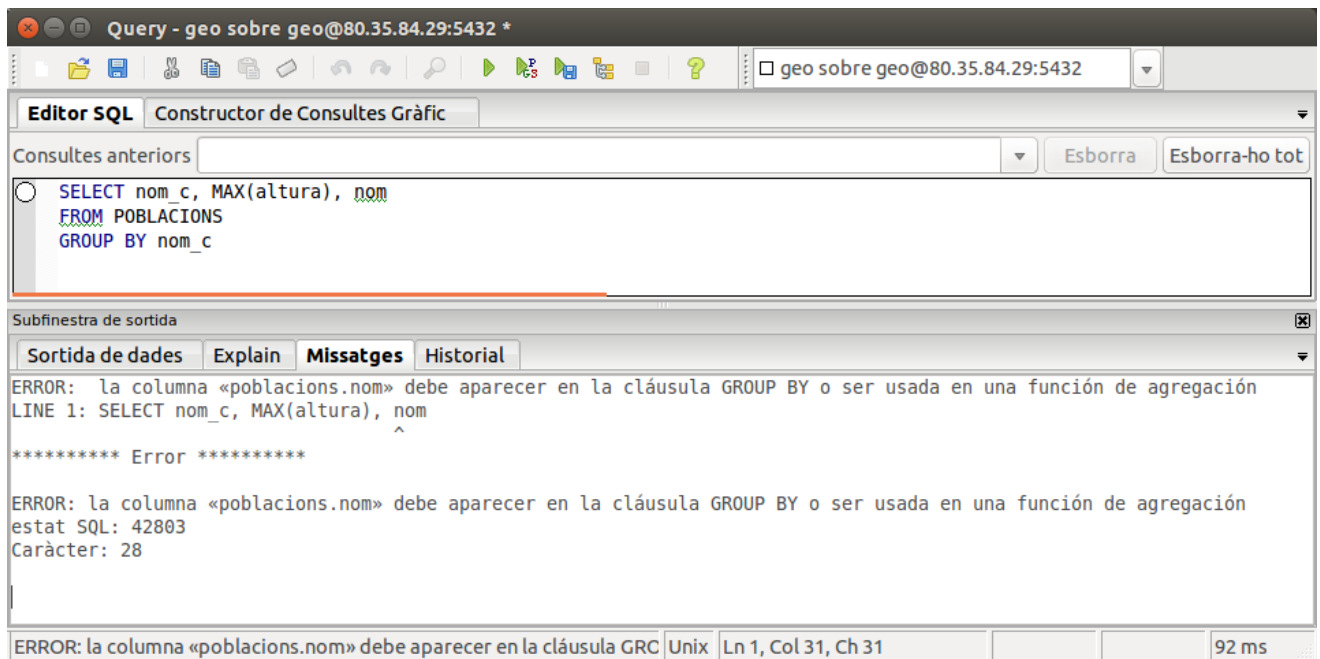 Query - geo sobre geo@80.35.84.29:5432 *
geo sobre geo@80.35.84.29:5432
Editor SQL Constructor de Consultes Gràfic
Consultes anteriors Esborra Esborra-ho tot
SELECT nom_c, MAX(altura), nom
FROM POBLACIONS
GROUP BY nom_c
Subfinestra de sortida
Sortida de dades Explain Missatges Historial
ERROR:  la columna «poblacions.nom» debe aparecer en la cláusula GROUP BY o ser usada en una función de agregación
LINE 1: SELECT nom_c, MAX(altura), nom
^
********** Error **********
ERROR: la columna «poblacions.nom» debe aparecer en la cláusula GROUP BY o ser usada en una función de agregación
estat SQL: 42803
Caràcter: 28
ERROR: la columna «poblacions.nom» debe aparecer en la cláusula GRO Unix Ln 1, Col 31, Ch 31 92 ms